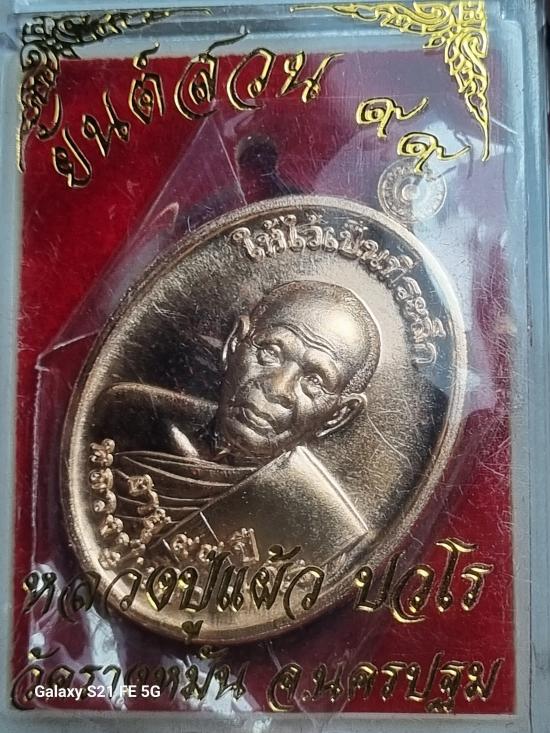 ยันต์สวน ๙๙
ให้ไว้เป็นที่ระลึก
หลวงปู่แผ้ว ปวโร
วัดรางหมัน จ.นครปฐม
Galaxy S21 FE 5G